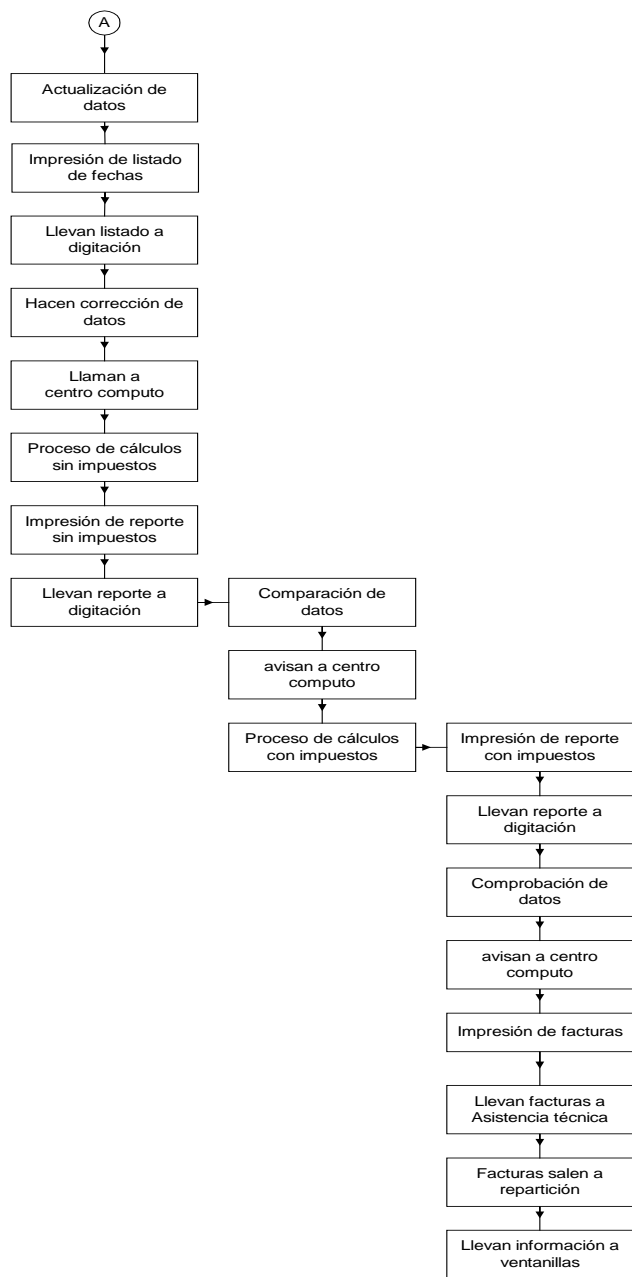 A
Actualización de
datos
Impresión de listado
de fechas
Llevan listado a
digitación
Hacen corrección de
datos
Llaman a
centro computo
Proceso de cálculos
sin impuestos
Impresión de reporte
sin impuestos
Llevan reporte a
digitación
Comparación de
datos
avisan a centro
computo
Proceso de cálculos
con impuestos
Impresión de reporte
con impuestos
Llevan reporte a
digitación
Comprobación de
datos
avisan a centro
computo
Impresión de facturas
Llevan facturas a
Asistencia técnica
Facturas salen a
repartición
Llevan información a
ventanillas